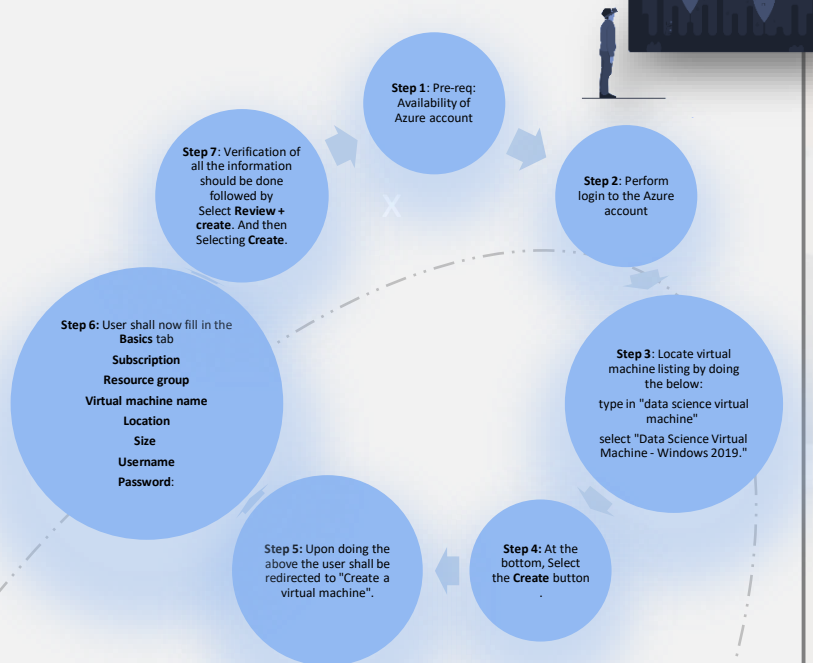 Step 1: Pre-req:
Availability of
Azure account
Step 2: Perform
login to the Azure
account
Step 3: Locate virtual
machine listing by doing
the below:
type in "data science virtual
machine"
select "Data Science Virtual
Machine - Windows 2019."
Step 4: At the
bottom, Select
the Create button
.
Step 5: Upon doing the
above the user shall be
redirected to "Create a
virtual machine".
Step 6: User shall now fill in the
Basics tab
Subscription
Resource group
Virtual machine name
Location
Size
Username
Password:
Step 7: Verification of
all the information
should be done
followed by
Select Review +
create. And then
Selecting Create.
X